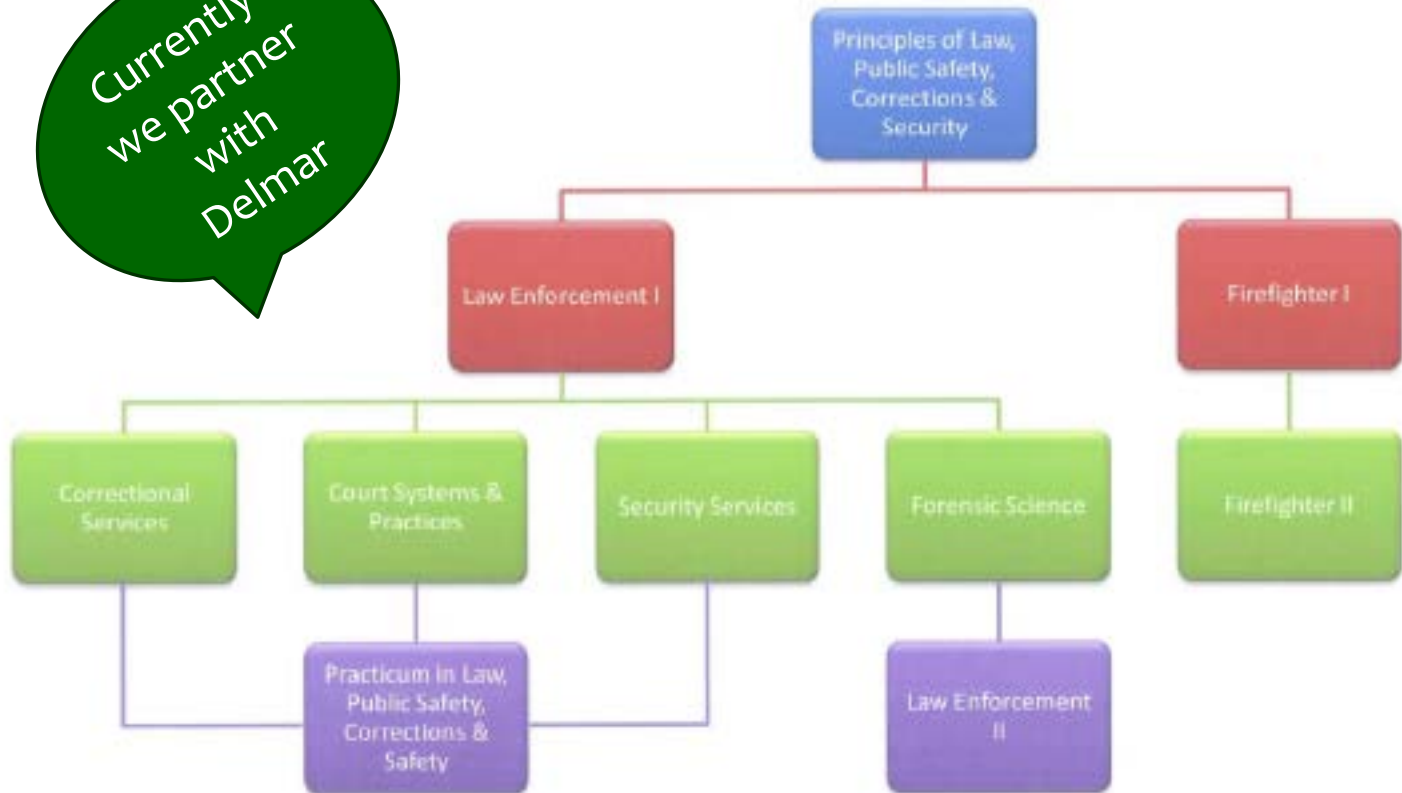 Currently
we partner
with
Delmar
Principles of Law,
Public Safety,
Corrections &
Security
Law Enforcement I
Firefighter I
Correctional
Services
Court Systems &
Practices
Security Services
Forensic Science
Firefighter II
Practicum in Law,
Public Safety,
Corrections &
Safety
Law Enforcement
II